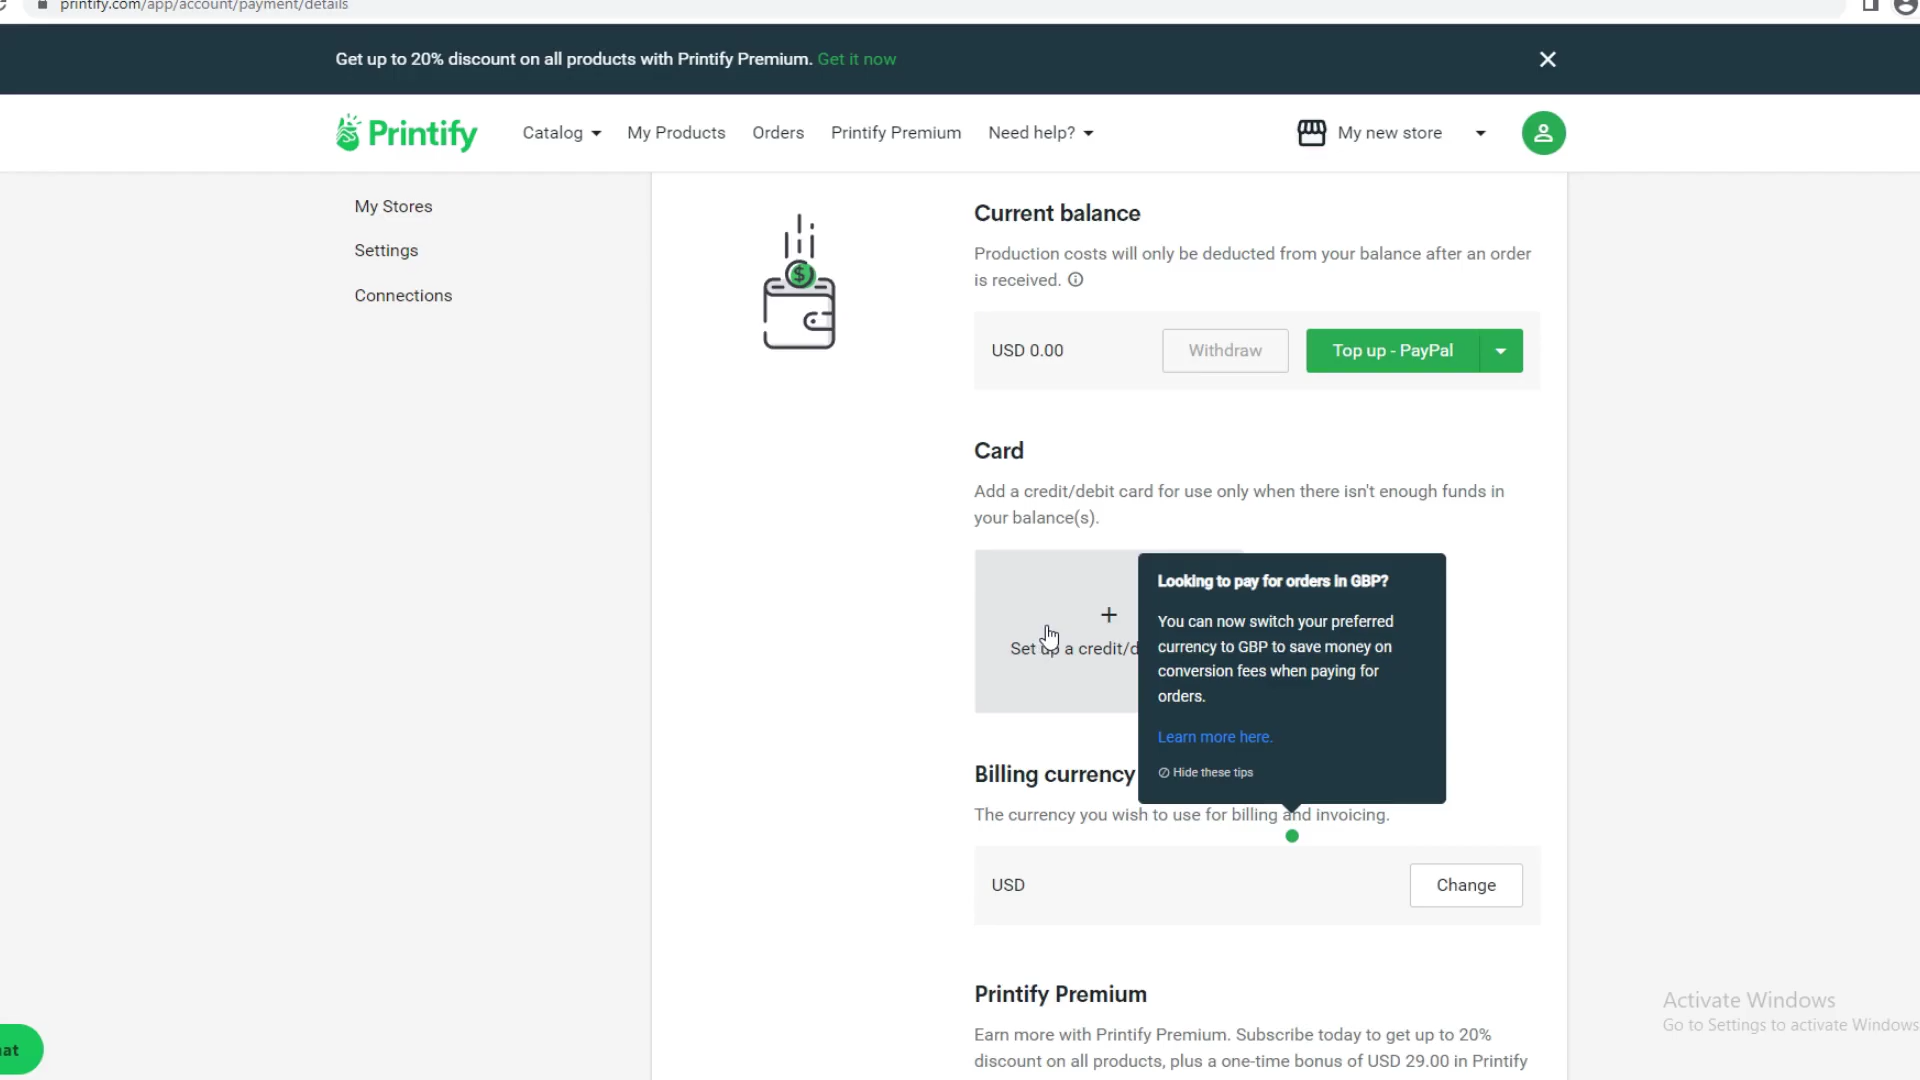 printify.com/app/account/payment/details
Get up to 20% discount on all products with Printify Premium. Get it now
Printify
Catalog
My Products
Orders
Printify Premium
Need help?
My new store
My Stores
Settings
Connections
Current balance
Production costs will only be deducted from your balance after an order
is received.
USD 0.00
Withdraw
Top up - PayPal
Card
Add a credit/debit card for use only when there isn't enough funds in
your balance(s).
Set up a credit/d
Looking to pay for orders in GBP?
You can now switch your preferred
currency to GBP to save money on
conversion fees when paying for
orders.
Learn more here.
Hide these tips
Billing currency
The currency you wish to use for billing and invoicing.
USD
Change
Printify Premium
Earn more with Printify Premium. Subscribe today to get up to 20%
discount on all products, plus a one-time bonus of USD 29.00 in Printify
Activate Windows
Go to Settings to activate Windows
at